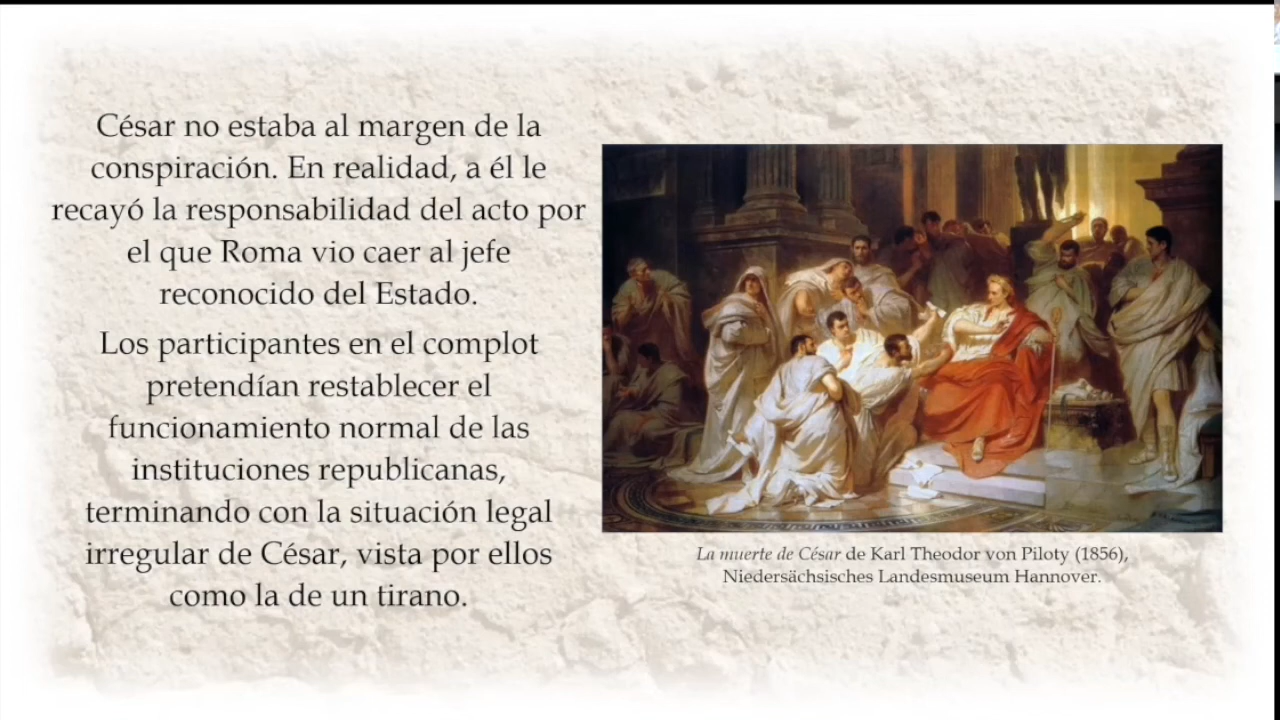 César no estaba al margen de la
conspiración. En realidad, a él le
recayó la responsabilidad del acto por
el que Roma vio caer al jefe
reconocido del Estado.
Los participantes en el complot
pretendían restablecer el
funcionamiento normal de las
instituciones republicanas,
terminando con la situación legal
irregular de César, vista por ellos
como la de un tirano.
La muerte de César de Karl Theodor von Piloty (1856),
Niedersächsisches Landesmuseum Hannover.